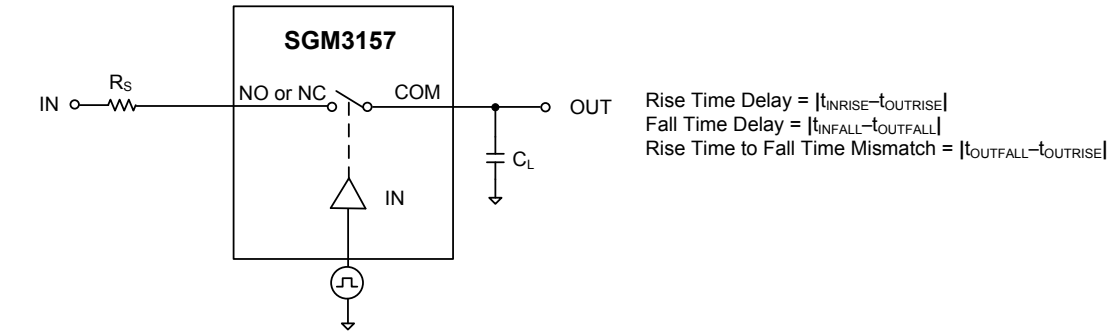 SGM3157
IN
R_S
NO or NC
COM
OUT
C_L
IN
Rise Time Delay = |t_INRISE–t_OUTRISE|
Fall Time Delay = |t_INFALL–t_OUTFALL|
Rise Time to Fall Time Mismatch = |t_OUTFALL–t_OUTRISE|